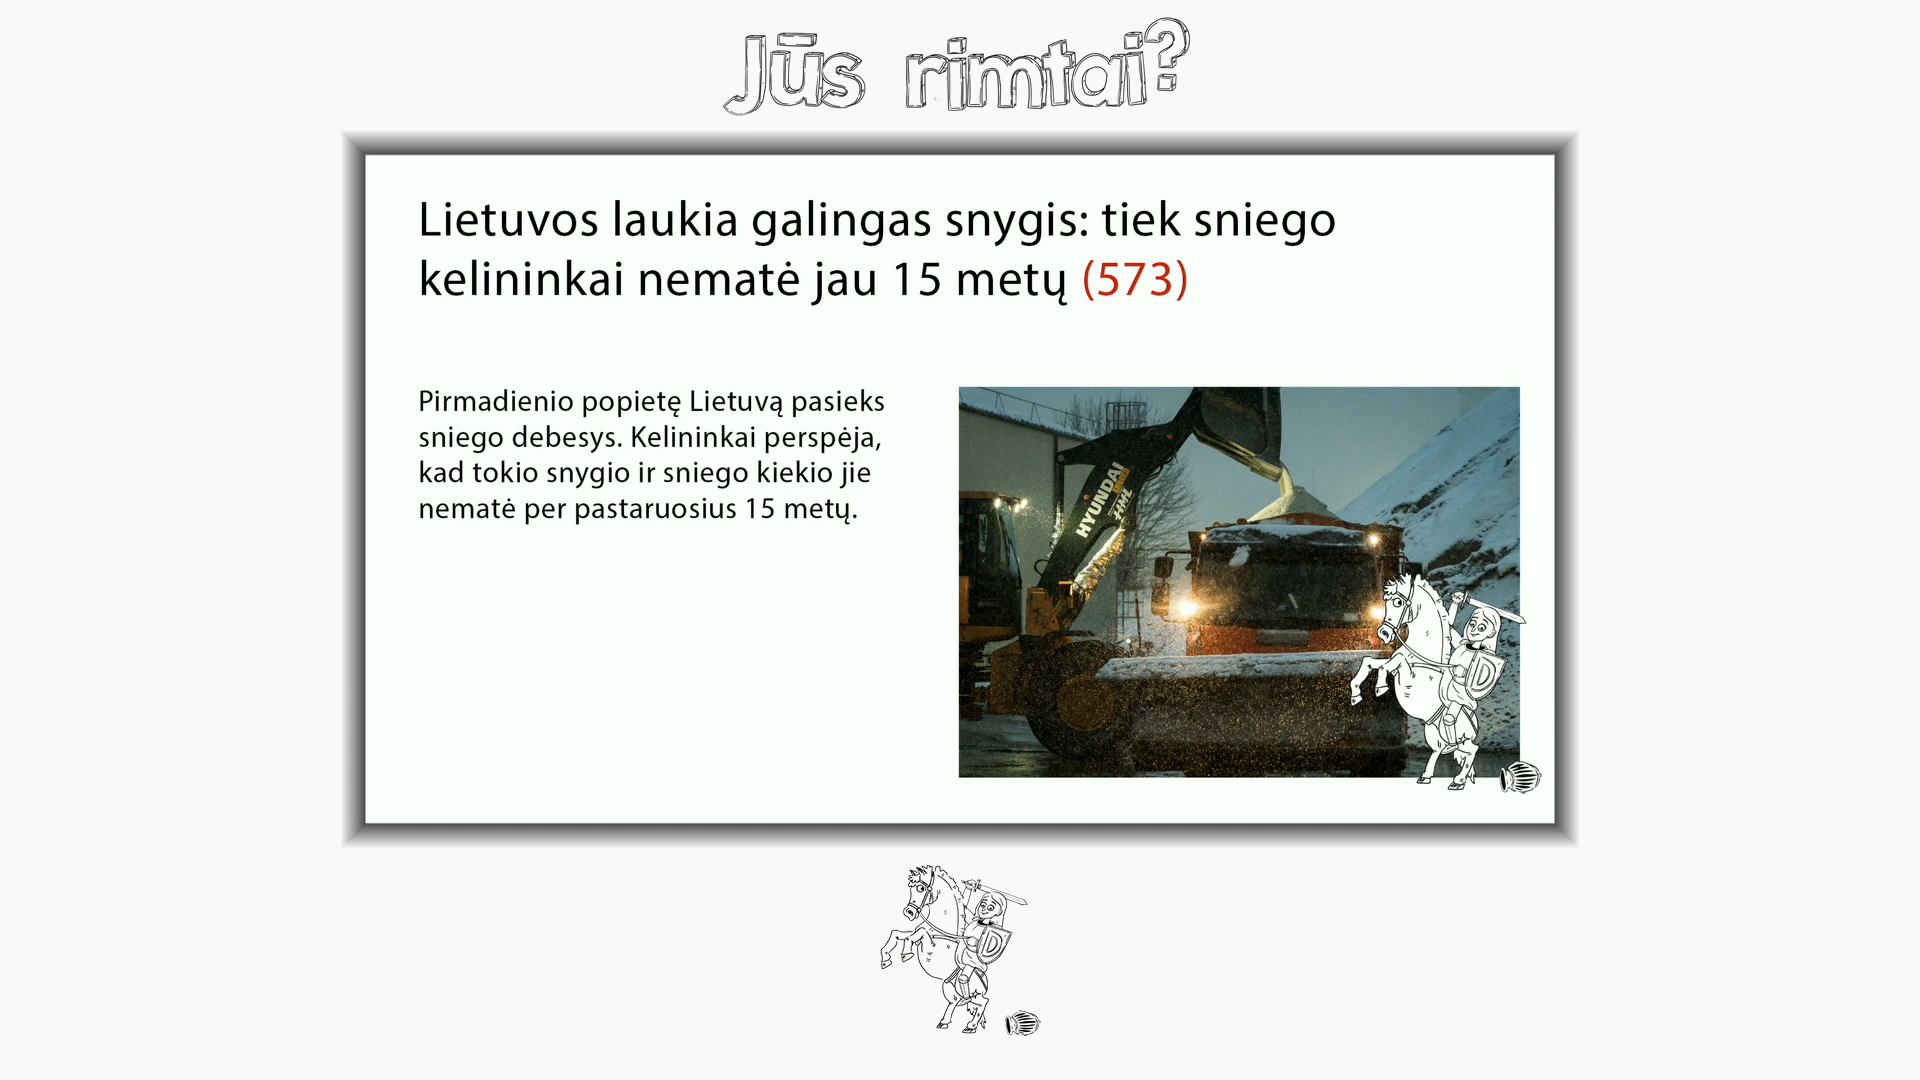 Jūs rimtai?
Lietuvos laukia galingas snygis: tiek sniego
kelininkai nematė jau 15 metų (573)
Pirmadienio popietę Lietuvą pasieks
sniego debesys. Kelininkai perspėja,
kad tokio snygio ir sniego kiekio jie
nematė per pastaruosius 15 metų.
HYUNDAI
D
D